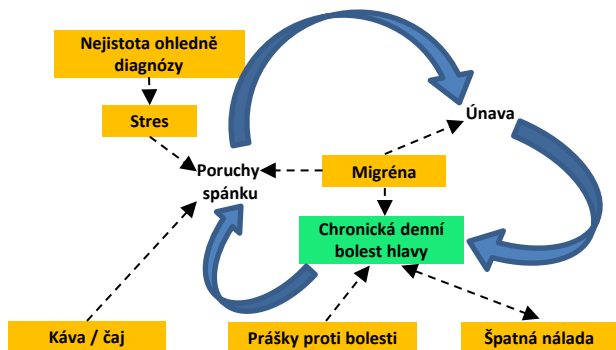 Nejistota ohledně
diagnózy
Stres
Únava
Poruchy
spánku
Migréna
Chronická denní
bolest hlavy
Káva / čaj
Prášky proti bolesti
Špatná nálada